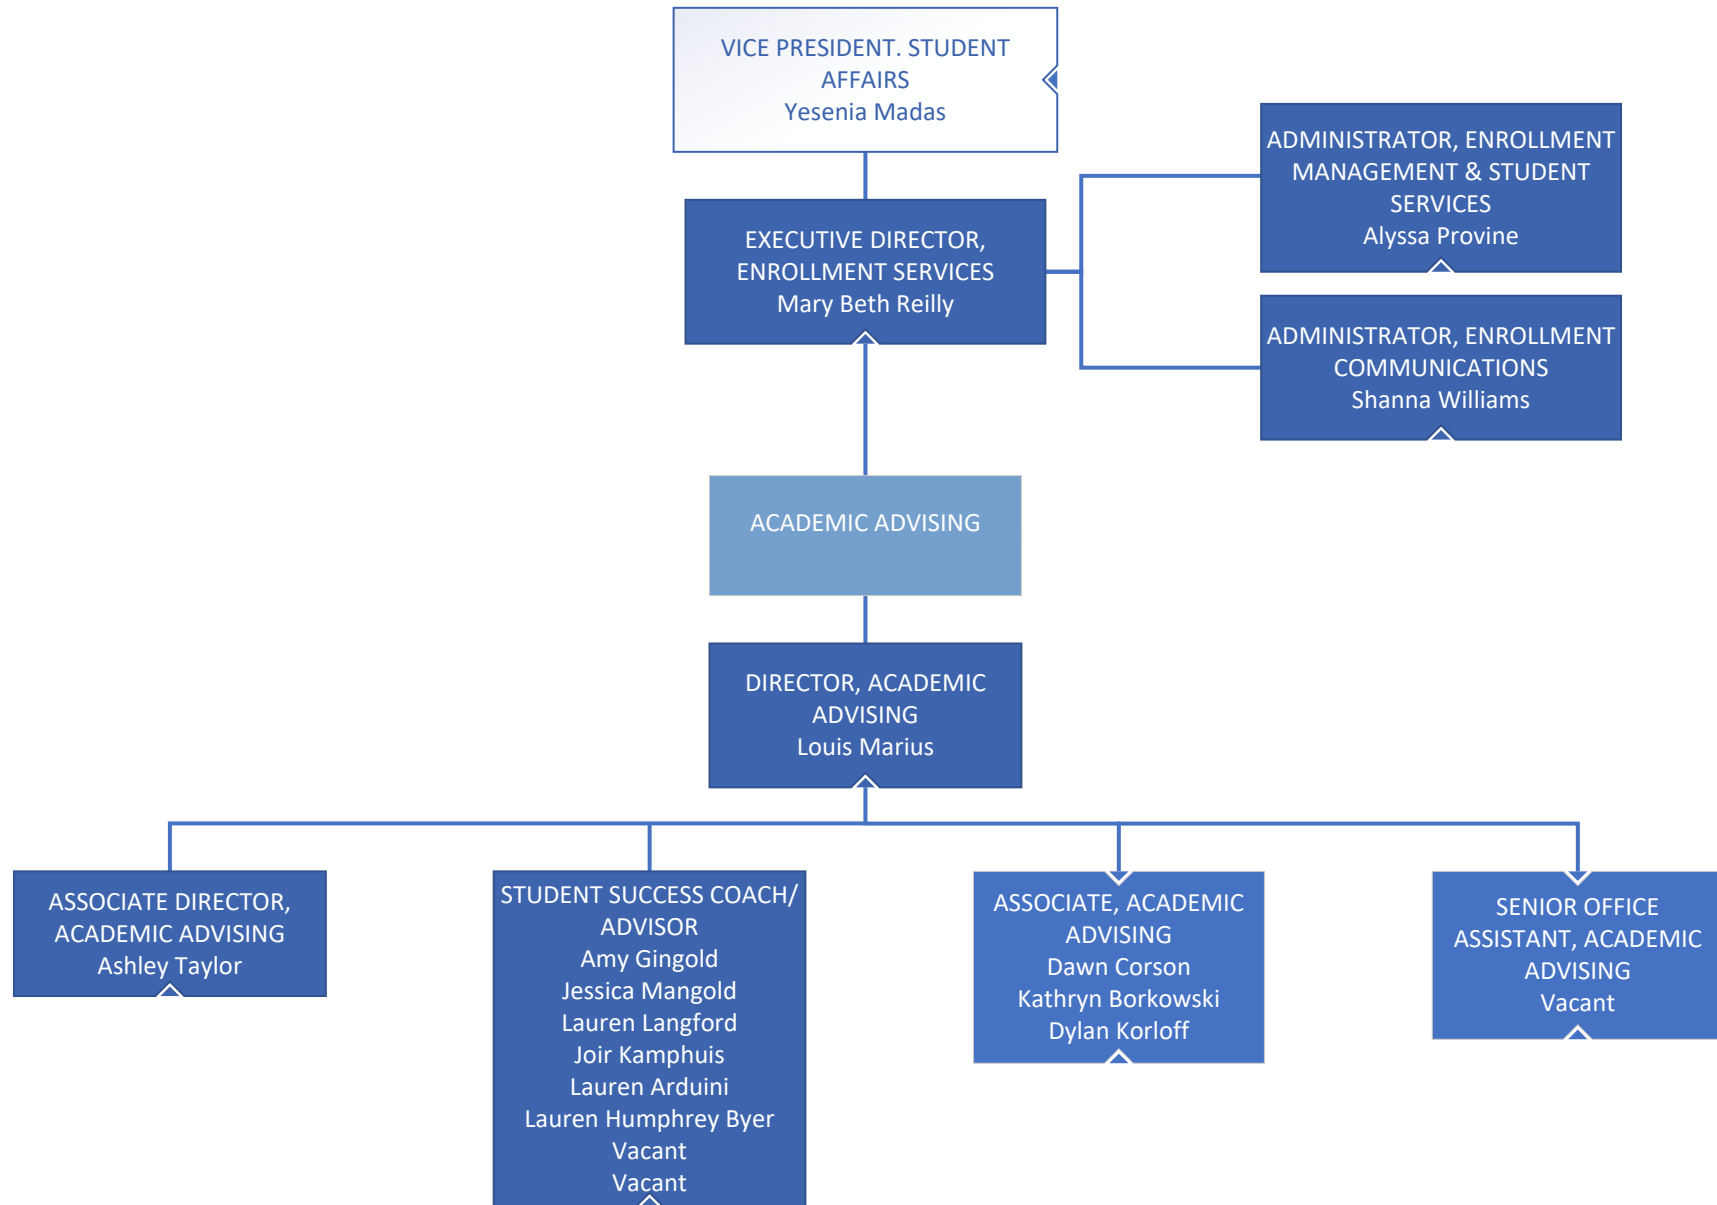 VICE PRESIDENT. STUDENT
AFFAIRS
Yesenia Madas
ADMINISTRATOR, ENROLLMENT
MANAGEMENT & STUDENT
SERVICES
Alyssa Provine
EXECUTIVE DIRECTOR,
ENROLLMENT SERVICES
Mary Beth Reilly
ADMINISTRATOR, ENROLLMENT
COMMUNICATIONS
Shanna Williams
ACADEMIC ADVISING
DIRECTOR, ACADEMIC
ADVISING
Louis Marius
ASSOCIATE DIRECTOR,
ACADEMIC ADVISING
Ashley Taylor
STUDENT SUCCESS COACH/
ADVISOR
Amy Gingold
Jessica Mangold
Lauren Langford
Joir Kamphuis
Lauren Arduini
Lauren Humphrey Byer
Vacant
Vacant
ASSOCIATE, ACADEMIC
ADVISING
Dawn Corson
Kathryn Borkowski
Dylan Korloff
SENIOR OFFICE
ASSISTANT, ACADEMIC
ADVISING
Vacant